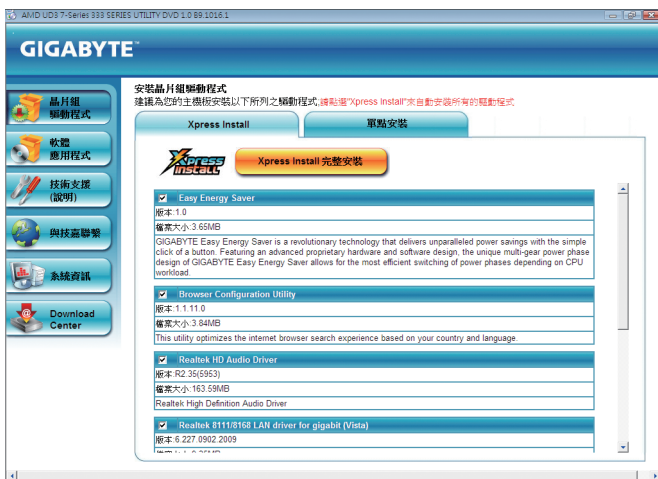 AMD UD3 7-Series 333 SERIES UTILITY DVD 1.0 B9.1016.1
GIGABYTE™
安裝晶片組驅動程式
建議為您的主機板安裝以下所列之驅動程式;請點選"Xpress Install"來自動安裝所有的驅動程式
晶片組
驅動程式
軟體
應用程式
技術支援
(說明)
與技嘉聯繫
系統資訊
Download
Center
Xpress Install
單點安裝
Xpress
INSTALL
Xpress Install 完整安裝
Easy Energy Saver
版本:1.0
檔案大小:3.65MB
GIGABYTE Easy Energy Saver is a revolutionary technology that delivers unparalleled power savings with the simple
click of a button. Featuring an advanced proprietary hardware and software design, the unique multi-gear power phase
design of GIGABYTE Easy Energy Saver allows for the most efficient switching of power phases depending on CPU
workload.
Browser Configuration Utility
版本:1.1.11.0
檔案大小:3.84MB
This utility optimizes the internet browser search experience based on your country and language.
Realtek HD Audio Driver
版本:R2.35(5953)
檔案大小:163.59MB
Realtek High Definition Audio Driver
Realtek 8111/8168 LAN driver for gigabit (Vista)
版本:6.227.0902.2009